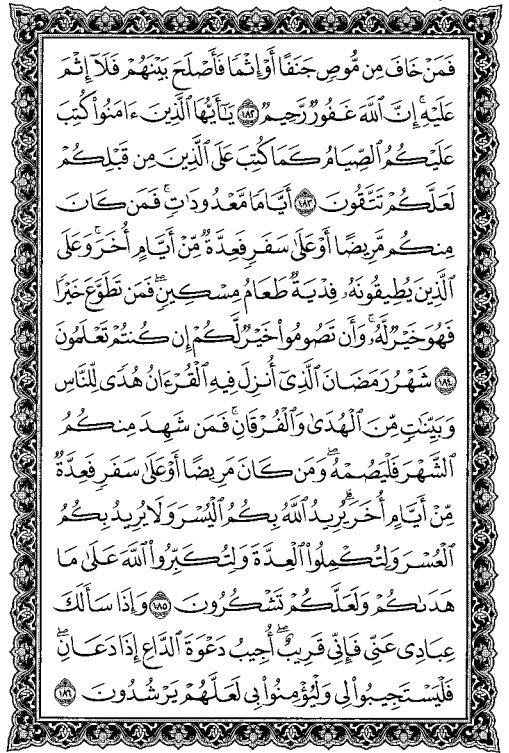 فَمَنْ خَافَ مِن مُّوصٍ جَنَفًا أَوْ إِثْمًا فَأَصْلَحَ بَيْنَهُمْ فَلَآ إِثْمَ
عَلَيْهِ ۚ إِنَّ ٱللَّهَ غَفُورٌ رَّحِيمٌ ۝١٨٢ يَـٰٓأَيُّهَا ٱلَّذِينَ ءَامَنُوا۟ كُتِبَ
عَلَيْكُمُ ٱلصِّيَامُ كَمَا كُتِبَ عَلَى ٱلَّذِينَ مِن قَبْلِكُمْ
لَعَلَّكُمْ تَتَّقُونَ ۝١٨٣ أَيَّامًا مَّعْدُودَٰتٍ ۚ فَمَن كَانَ
مِنكُم مَّرِيضًا أَوْ عَلَىٰ سَفَرٍ فَعِدَّةٌ مِّنْ أَيَّامٍ أُخَرَ ۚ وَعَلَى
ٱلَّذِينَ يُطِيقُونَهُۥ فِدْيَةٌ طَعَامُ مِسْكِينٍ ۖ فَمَن تَطَوَّعَ خَيْرًا
فَهُوَ خَيْرٌ لَّهُۥ ۚ وَأَن تَصُومُوا۟ خَيْرٌ لَّكُمْ إِن كُنتُمْ تَعْلَمُونَ
۝١٨٤ شَهْرُ رَمَضَانَ ٱلَّذِىٓ أُنزِلَ فِيهِ ٱلْقُرْءَانُ هُدًى لِّلنَّاسِ
وَبَيِّنَـٰتٍ مِّنَ ٱلْهُدَىٰ وَٱلْفُرْقَانِ ۚ فَمَن شَهِدَ مِنكُمُ
ٱلشَّهْرَ فَلْيَصُمْهُ ۖ وَمَن كَانَ مَرِيضًا أَوْ عَلَىٰ سَفَرٍ فَعِدَّةٌ
مِّنْ أَيَّامٍ أُخَرَ ۗ يُرِيدُ ٱللَّهُ بِكُمُ ٱلْيُسْرَ وَلَا يُرِيدُ بِكُمُ
ٱلْعُسْرَ وَلِتُكْمِلُوا۟ ٱلْعِدَّةَ وَلِتُكَبِّرُوا۟ ٱللَّهَ عَلَىٰ مَا
هَدَىٰكُمْ وَلَعَلَّكُمْ تَشْكُرُونَ ۝١٨٥ وَإِذَا سَأَلَكَ
عِبَادِى عَنِّى فَإِنِّى قَرِيبٌ ۖ أُجِيبُ دَعْوَةَ ٱلدَّاعِ إِذَا دَعَانِ ۖ
فَلْيَسْتَجِيبُوا۟ لِى وَلْيُؤْمِنُوا۟ بِى لَعَلَّهُمْ يَرْشُدُونَ ۝١٨٦